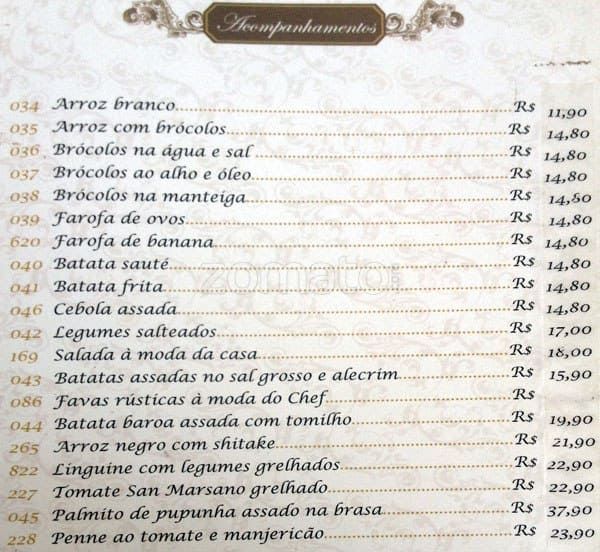 Acompanhamentos
034 Arroz branco R$ 11,90
035 Arroz com brócolos R$ 14,80
036 Brócolos na água e sal R$ 14,80
037 Brócolos ao alho e óleo R$ 14,80
038 Brócolos na manteiga R$ 14,80
039 Farofa de ovos R$ 14,80
620 Farofa de banana R$ 14,80
040 Batata sauté R$ 14,80
zomato
041 Batata frita R$ 14,80
046 Cebola assada R$ 14,80
042 Legumes salteados R$ 17,00
169 Salada à moda da casa R$ 18,00
043 Batatas assadas no sal grosso e alecrim R$ 15,90
086 Favas rústicas à moda do Chef R$
044 Batata baroa assada com tomilho R$ 19,90
265 Arroz negro com shitake R$ 21,90
822 Linguine com legumes grelhados R$ 22,90
227 Tomate San Marsano grelhado R$ 22,90
045 Palmito de pupunha assado na brasa R$ 37,90
228 Penne ao tomate e manjericão R$ 23,90